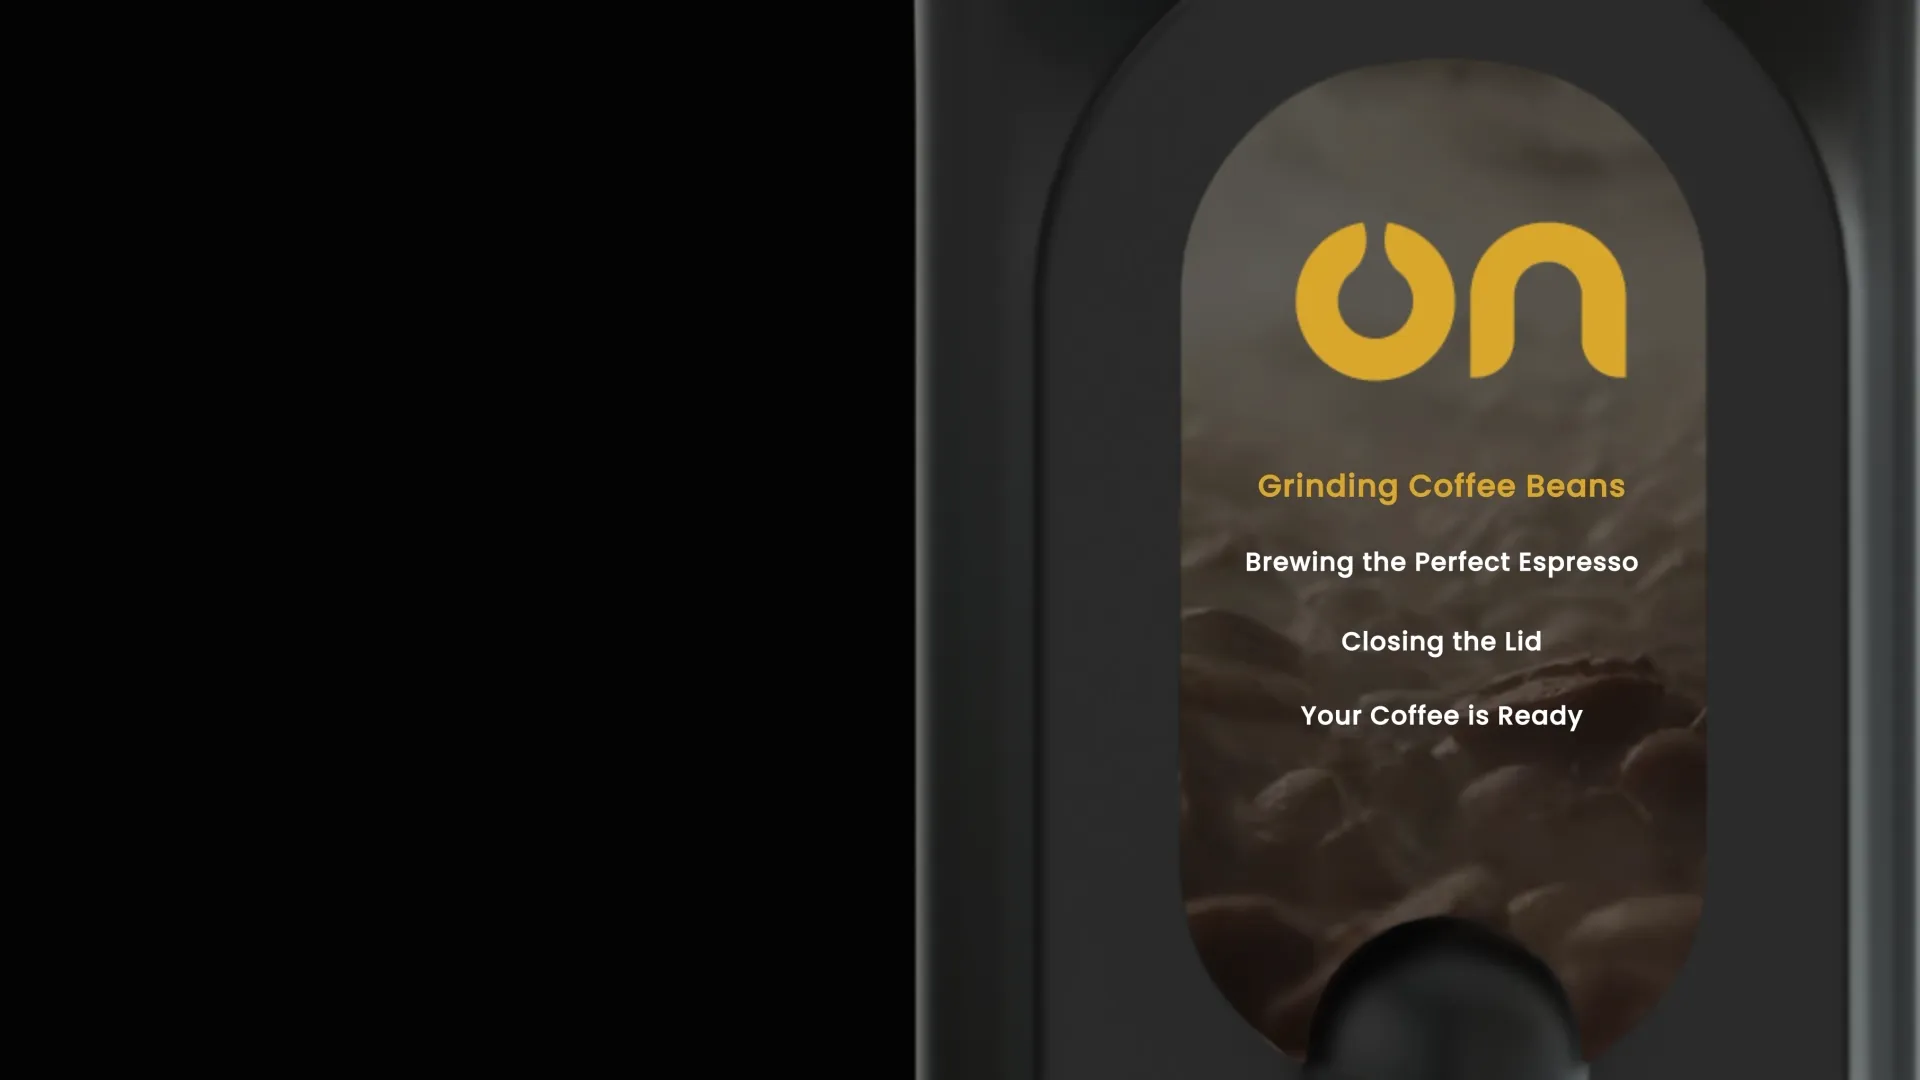 on
Grinding Coffee Beans
Brewing the Perfect Espresso
Closing the Lid
Your Coffee is Ready